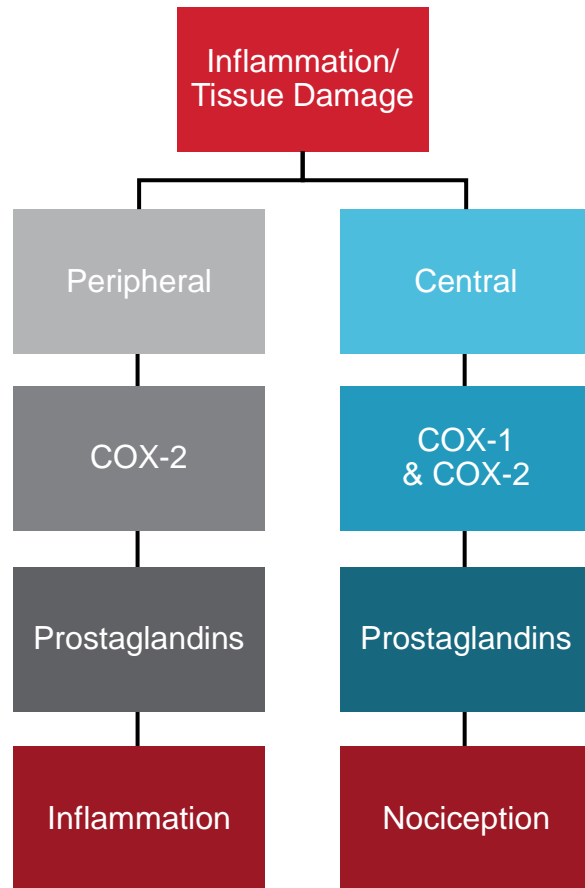 Inflammation/
Tissue Damage
Peripheral
Central
COX-2
COX-1
& COX-2
Prostaglandins
Prostaglandins
Inflammation
Nociception